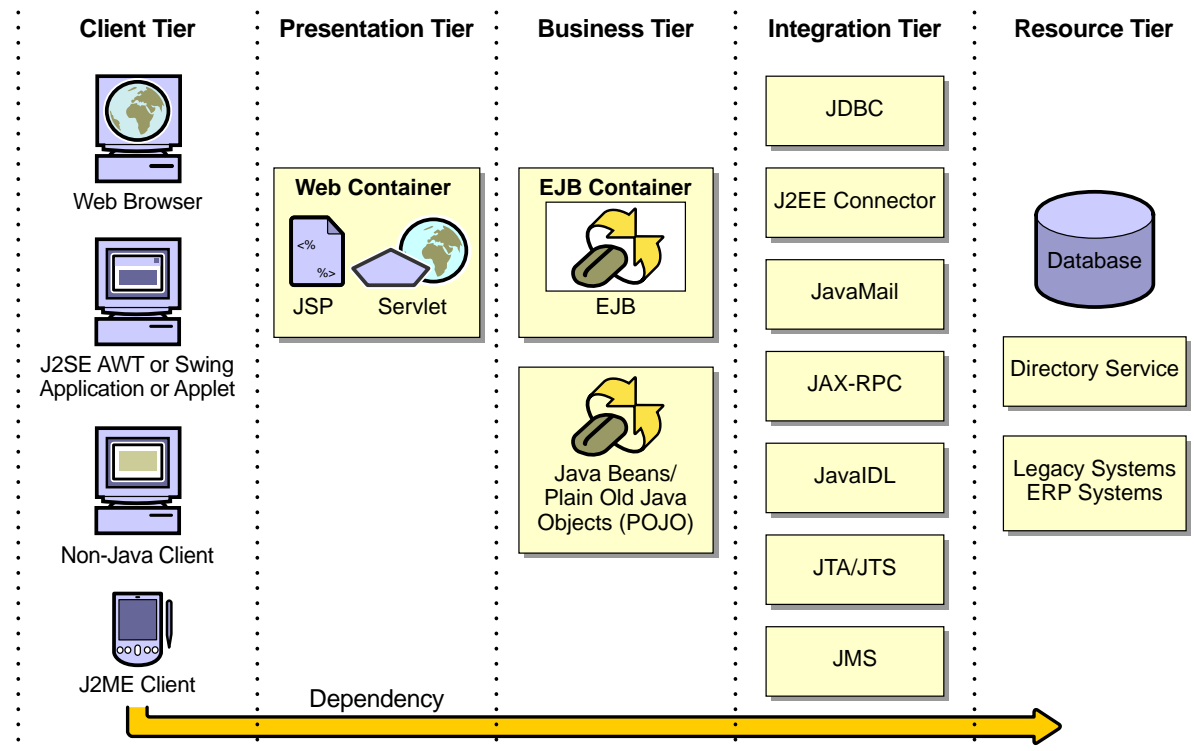 Client Tier
Presentation Tier
Business Tier
Integration Tier
Resource Tier
Web Browser
J2SE AWT or Swing
Application or Applet
Non-Java Client
J2ME Client
Web Container
<%
%>
JSP
Servlet
EJB Container
EJB
Java Beans/
Plain Old Java
Objects (POJO)
JDBC
J2EE Connector
JavaMail
JAX-RPC
JavaIDL
JTA/JTS
JMS
Database
Directory Service
Legacy Systems
ERP Systems
Dependency